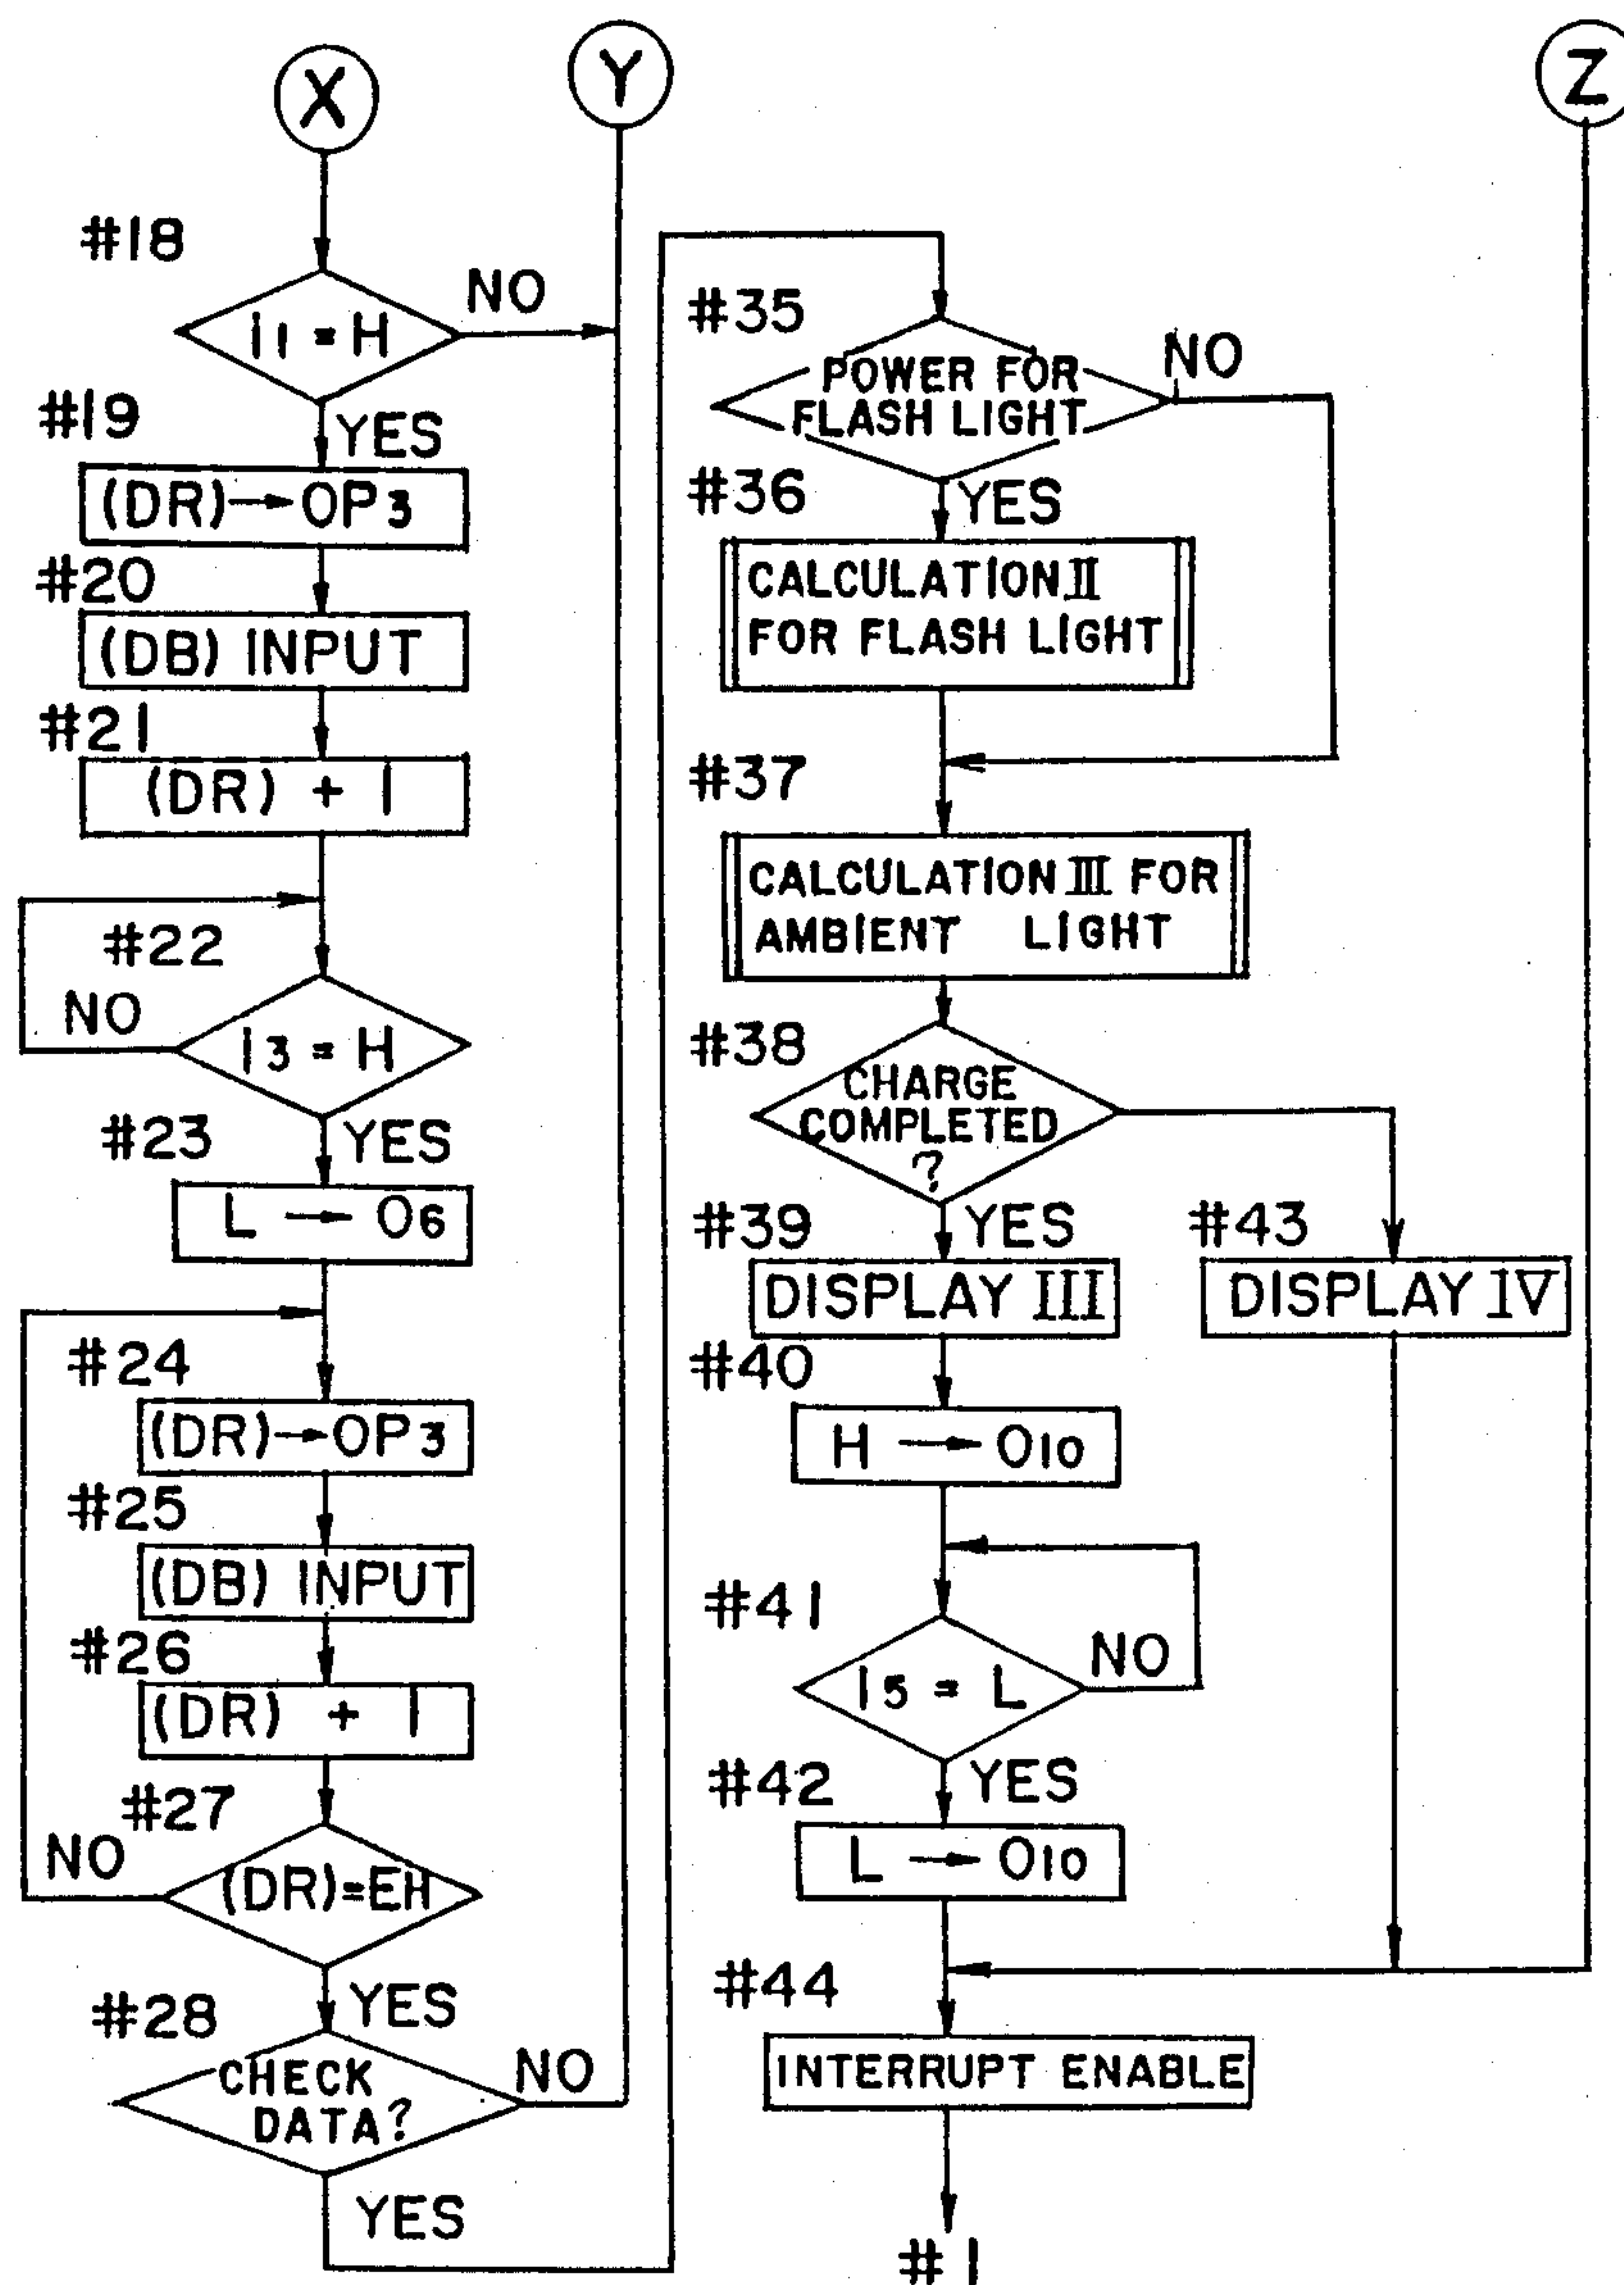 X
Y
Z
#18
i1 = H
NO
YES
#19
(DR)→OP3
#20
(DB) INPUT
#21
(DR) + 1
#22
NO
i3 = H
#23
YES
L → O6
#24
(DR)→OP3
#25
(DB) INPUT
#26
(DR) + 1
#27
NO
(DR)=EH
YES
#28
CHECK
DATA?
NO
YES
#35
POWER FOR
FLASH LIGHT
NO
#36
YES
CALCULATION II
FOR FLASH LIGHT
#37
CALCULATION III FOR
AMBIENT LIGHT
#38
CHARGE
COMPLETED
?
#39
YES
DISPLAY III
#43
DISPLAY IV
#40
H → O10
#41
i5 = L
NO
#42
YES
L → O10
#44
INTERRUPT ENABLE
#1